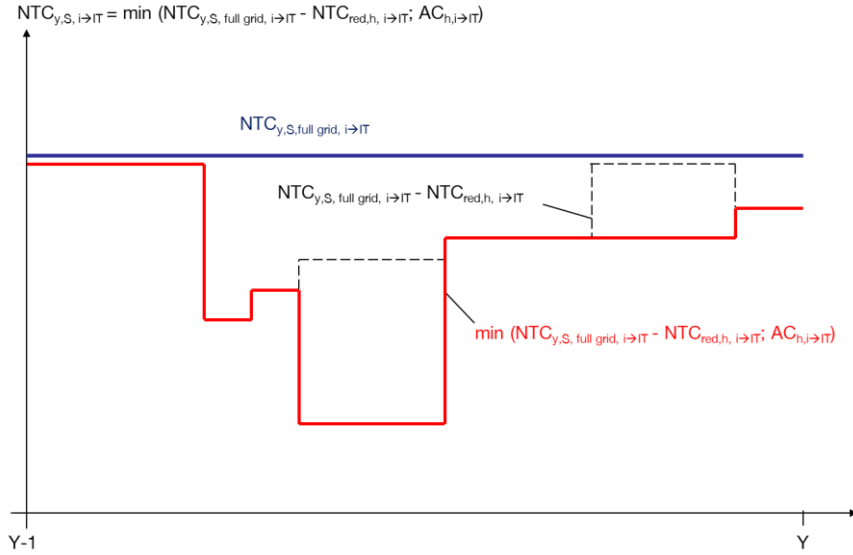 NTCy,S, i→IT = min (NTCy,S, full grid, i→IT - NTCred,h, i→IT; ACh,i→IT)
NTCy,S,full grid, i→IT
NTCy,S, full grid, i→IT - NTCred,h, i→IT
min (NTCy,S, full grid, i→IT - NTCred,h, i→IT; ACh,i→IT)
Y-1
Y